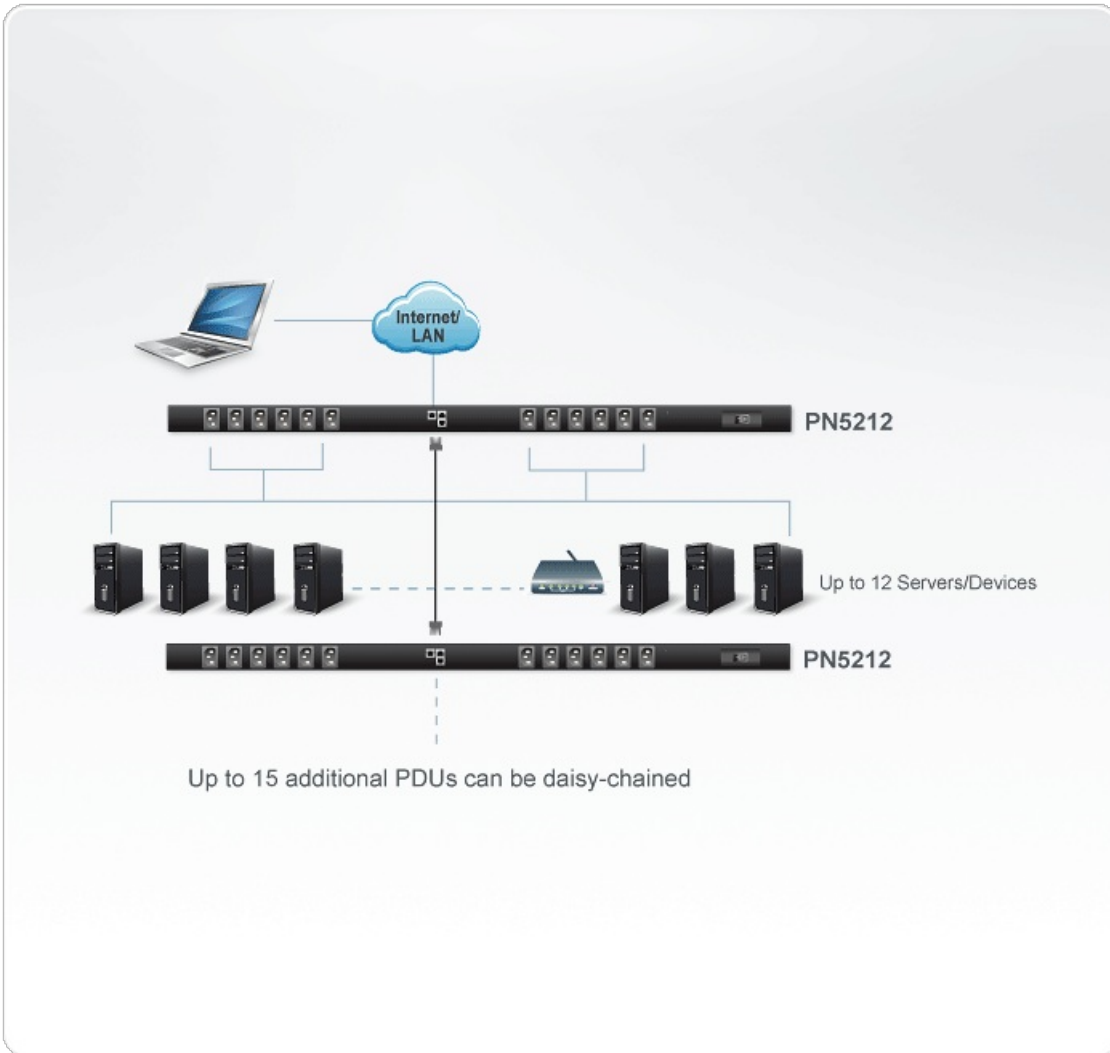 Internet/
LAN
PN5212
Up to 12 Servers/Devices
PN5212
Up to 15 additional PDUs can be daisy-chained